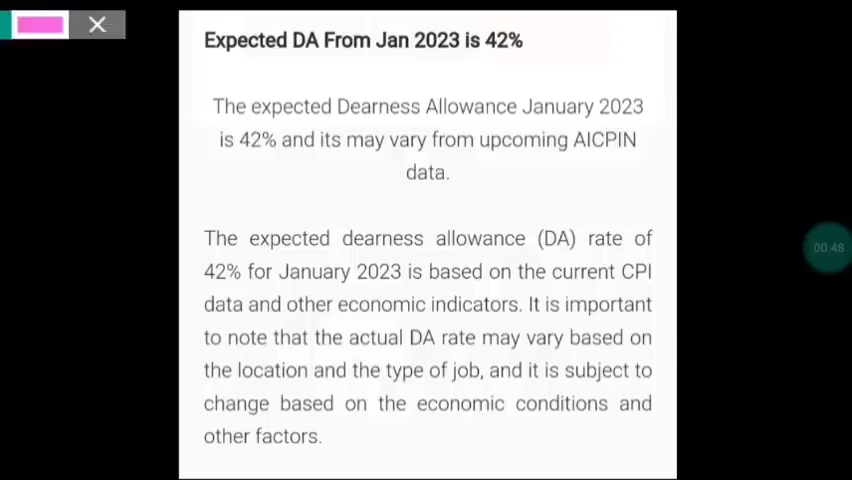 Expected DA From Jan 2023 is 42%
The expected Dearness Allowance January 2023
is 42% and its may vary from upcoming AICPIN
data.
The expected dearness allowance (DA) rate of
42% for January 2023 is based on the current CPI
data and other economic indicators. It is important
to note that the actual DA rate may vary based on
the location and the type of job, and it is subject to
change based on the economic conditions and
other factors.
00:48